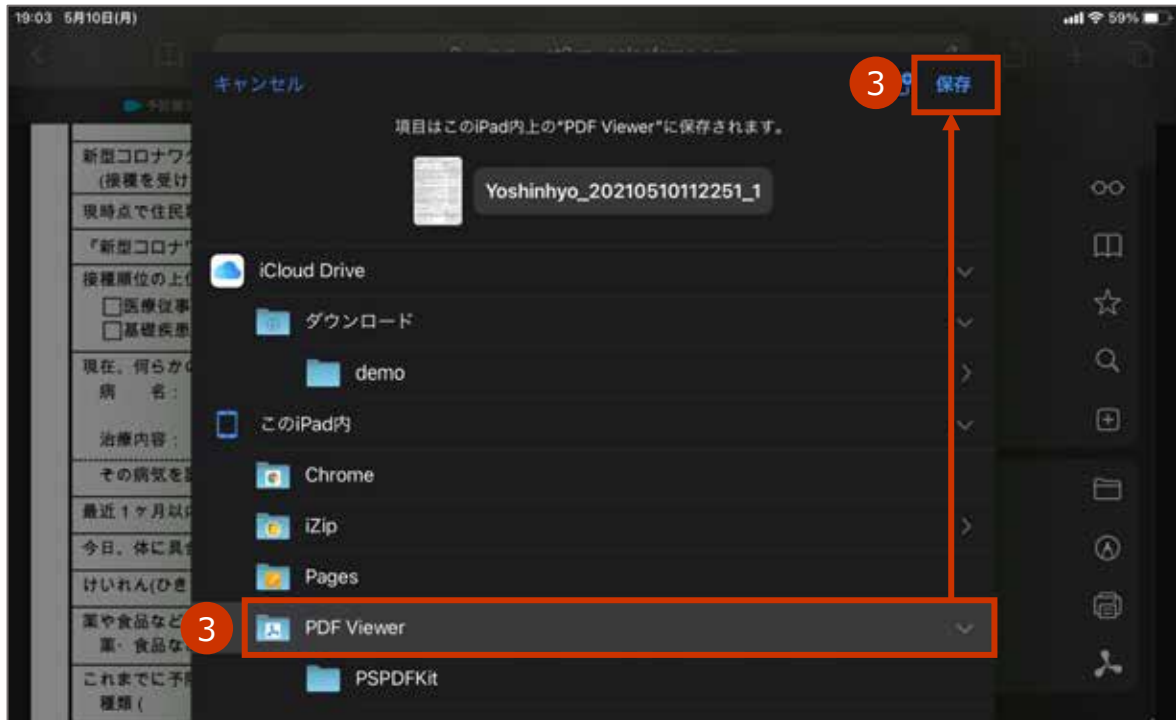 19:03 5月10日(月)
59%
キャンセル
3
保存
項目はこのiPad内上の"PDF Viewer"に保存されます。
Yoshinhyo_20210510112251_1
新型コロナワク
(接種を受け
現時点で住民
『新型コロナワ
接種順位の上位
医療従事
基礎疾患
現在、何らかの
病 名:
治療内容:
その病気を
最近1ヶ月以内
今日、体に具合
けいれん(ひき
薬や食品など
薬・食品な
これまでに予防
種類(
iCloud Drive
ダウンロード
demo
このiPad内
Chrome
iZip
Pages
3
PDF Viewer
PSPDFKit